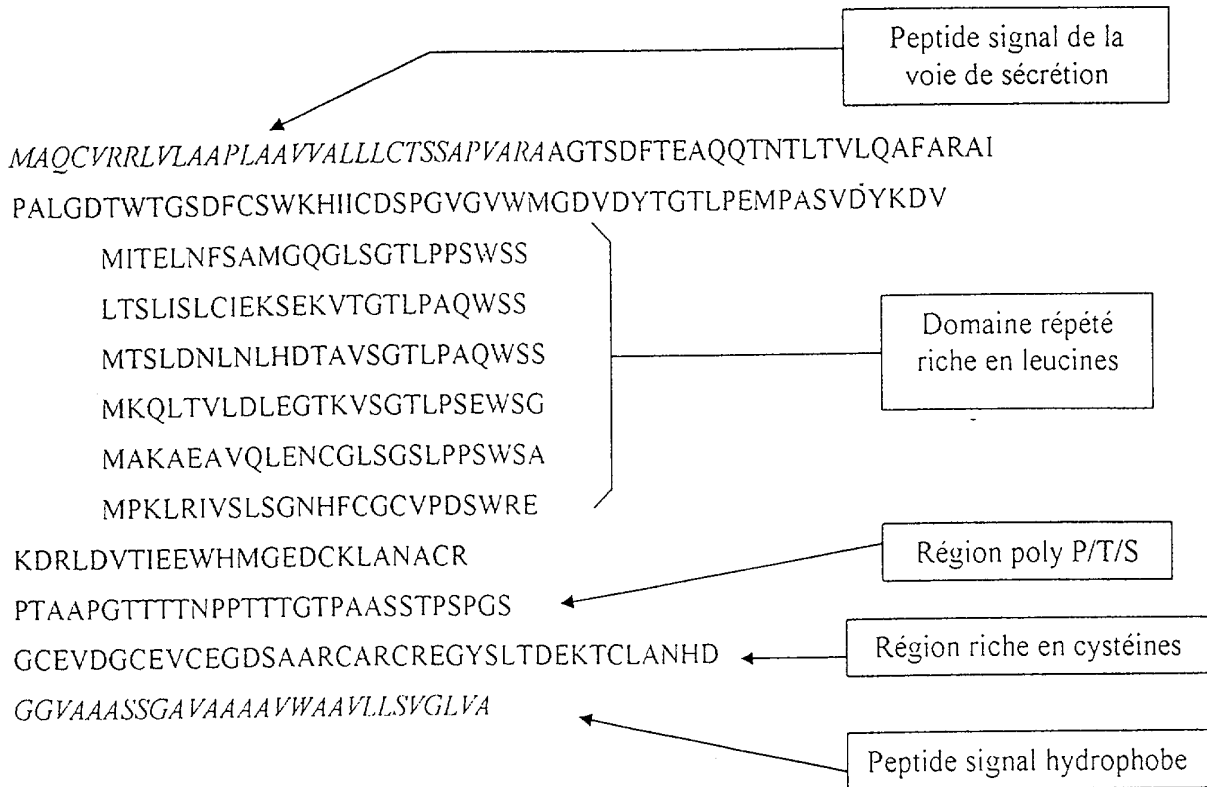 Peptide signal de la
voie de sécrétion
MAQCVRRLVLAAPLAAVVALLLCTSSAPVARAAGTSDFTEAQQTNTLTVLQAFARAI
PALGDTWTGSDFCSWKHIICDSPGVGVWMGDVDYTGTLPEMPASVDYKDV
MITELNFSAMGQGLSGTLPPSWSS
LTSLISLCIEKSEKVTGTLPAQWSS
MTSLDNLNLHDTAVSGTLPAQWSS
MKQLTVLDLEGTKVSGTLPSEWSG
MAKAEAVQLENCGLSGSLPPSWSA
MPKLRIVSLSGNHFCGCVPDSWRE
Domaine répété
riche en leucines
KDRLDVTIEEWHMGEDCKLANACR
Région poly P/T/S
PTAAPGTTTTNPPTTTGTPAASSTPSPGS
GCEVDGCEVCEGDSAARCARCREGYSLTDEKTCLANHD
Région riche en cystéines
GGVAAASSGAVAAAAVWAAVLLSVGLVA
Peptide signal hydrophobe